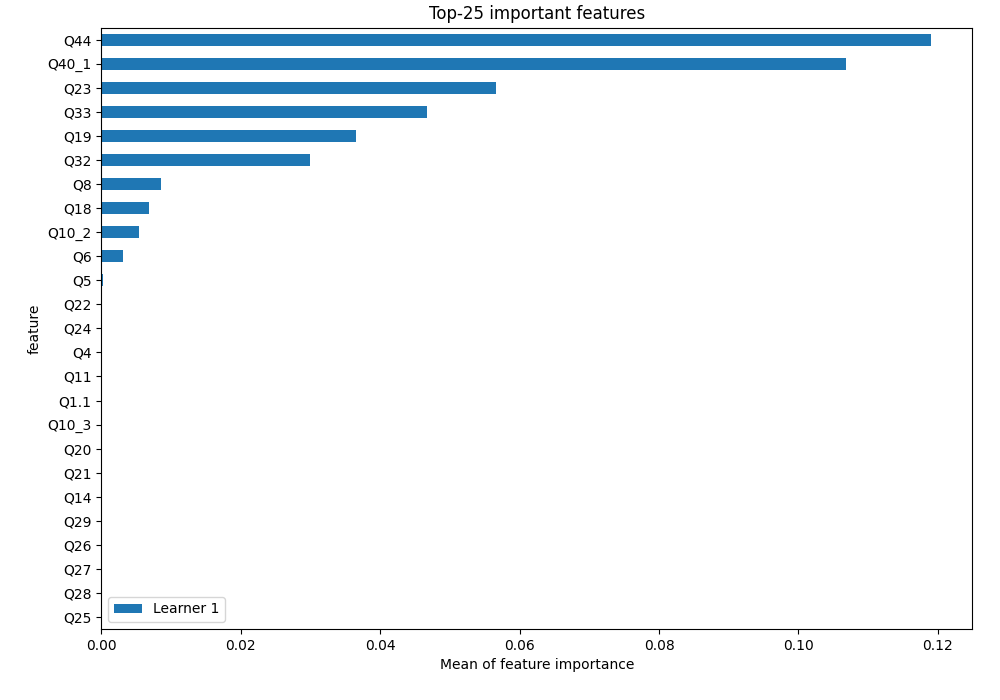 Top-25 important features
Q44
Q40_1
Q23
Q33
Q19
Q32
Q8
Q18
Q10_2
Q6
Q5
Q22
Q24
Q4
Q11
Q1.1
Q10_3
Q20
Q21
Q14
Q29
Q26
Q27
Q28
Q25
feature
Learner 1
0.00 0.02 0.04 0.06 0.08 0.10 0.12
Mean of feature importance